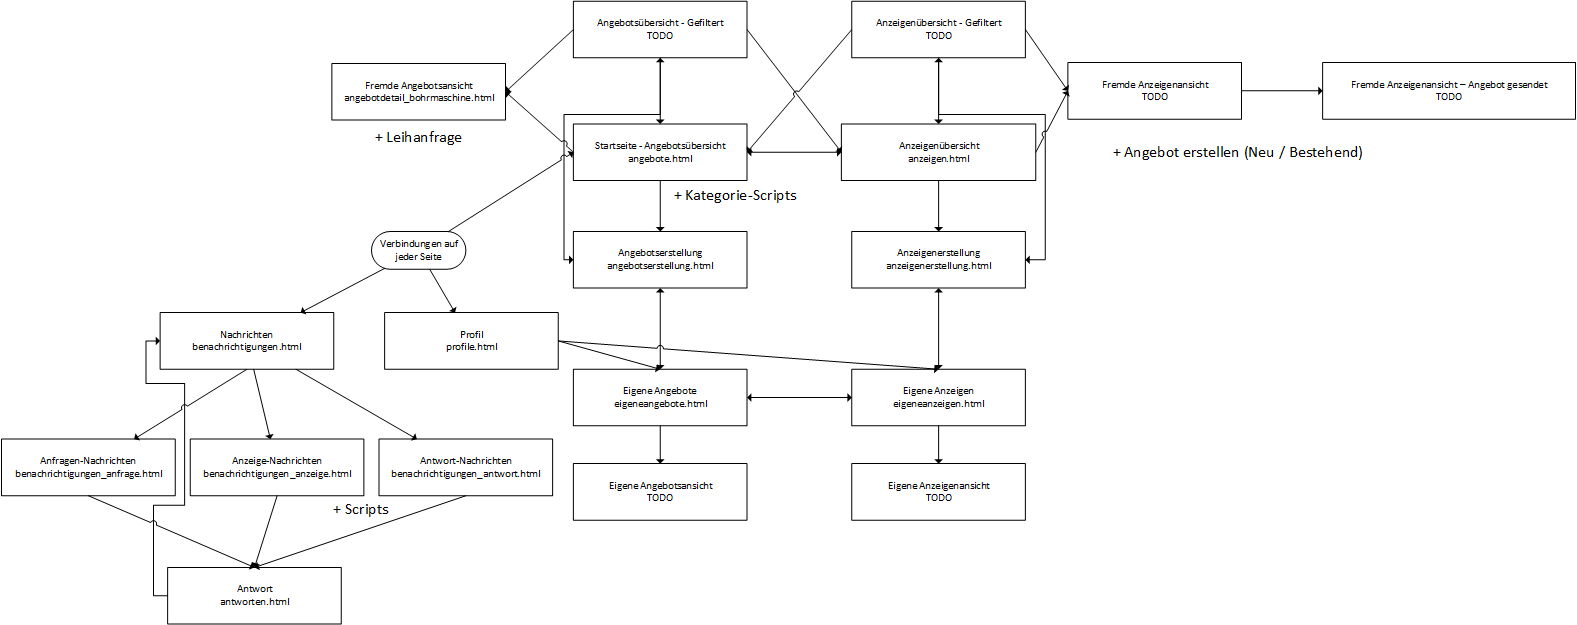 Angebotsübersicht - Gefiltert
TODO
Anzeigenübersicht - Gefiltert
TODO
Fremde Angebotsansicht
angebotdetail_bohrmaschine.html
Fremde Anzeigenansicht
TODO
Fremde Anzeigenansicht – Angebot gesendet
TODO
+ Leihanfrage
Startseite - Angebotsübersicht
angebote.html
Anzeigenübersicht
anzeigen.html
+ Angebot erstellen (Neu / Bestehend)
+ Kategorie-Scripts
Verbindungen auf
jeder Seite
Angebotserstellung
angebotserstellung.html
Anzeigenerstellung
anzeigenerstellung.html
Nachrichten
benachrichtigungen.html
Profil
profile.html
Eigene Angebote
eigeneangebote.html
Eigene Anzeigen
eigeneanzeigen.html
Anfragen-Nachrichten
benachrichtigungen_anfrage.html
Anzeige-Nachrichten
benachrichtigungen_anzeige.html
Antwort-Nachrichten
benachrichtigungen_antwort.html
Eigene Angebotsansicht
TODO
Eigene Anzeigenansicht
TODO
+ Scripts
Antwort
antworten.html